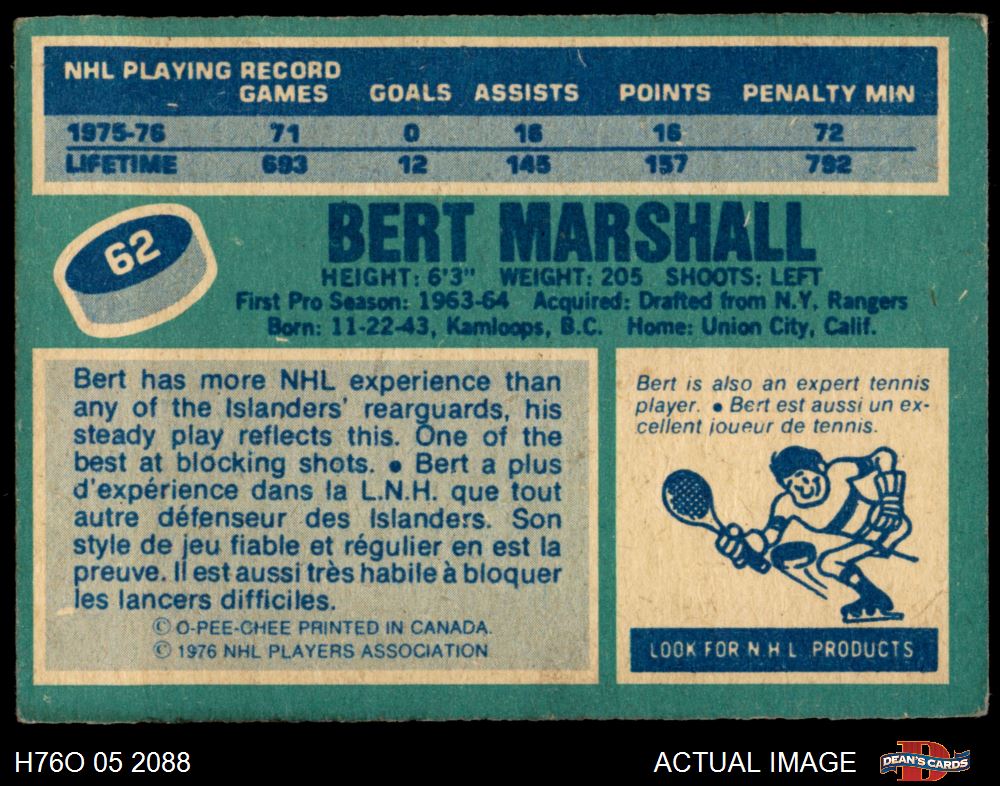 NHL PLAYING RECORD
GAMES GOALS ASSISTS POINTS PENALTY MIN
1975-76 71 0 16 16 72
LIFETIME 693 12 145 157 792
62
BERT MARSHALL
HEIGHT: 6'3" WEIGHT: 205 SHOOTS: LEFT
First Pro Season: 1963-64 Acquired: Drafted from N.Y. Rangers
Born: 11-22-43, Kamloops, B.C. Home: Union City, Calif.
Bert has more NHL experience than
any of the Islanders' rearguards, his
steady play reflects this. One of the
best at blocking shots. • Bert a plus
d'expérience dans la L.N.H. que tout
autre défenseur des Islanders. Son
style de jeu fiable et régulier en est la
preuve. Il est aussi très habile à bloquer
les lancers difficiles.
© O-PEE-CHEE PRINTED IN CANADA.
© 1976 NHL PLAYERS ASSOCIATION
Bert is also an expert tennis
player. • Bert est aussi un ex-
cellent joueur de tennis.
LOOK FOR N H L PRODUCTS
H76O 05 2088
ACTUAL IMAGE
D
DEAN'S CARDS